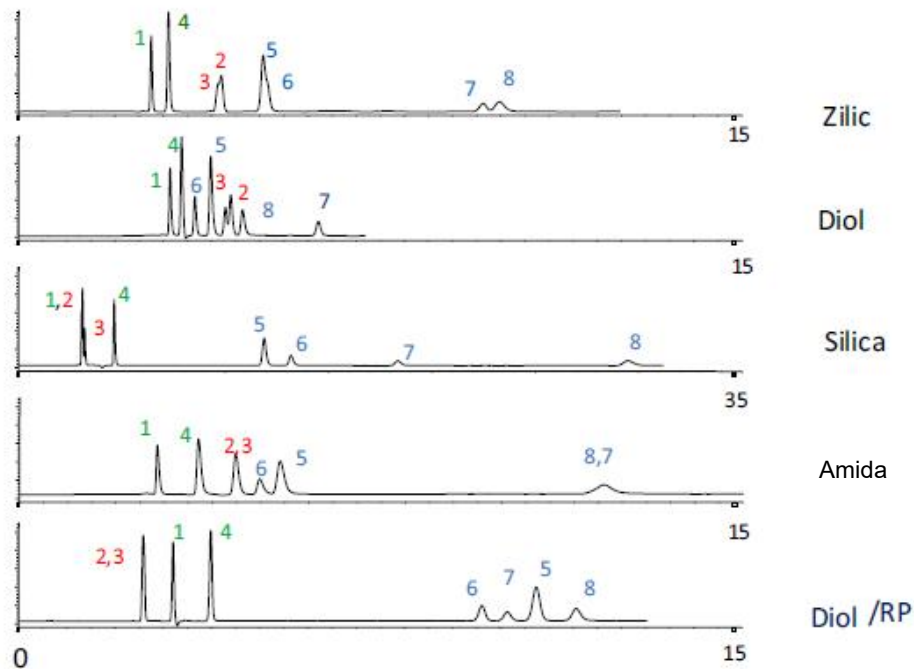 1 4 3 2 5 6 7 8
15 Zilic
1 4 6 5 3 2 8 7
15 Diol
1,2 3 4 5 6 7 8
35 Silica
1 4 2,3 6 5 8,7
15 Amida
2,3 1 4 6 7 5 8
0 15 Diol /RP